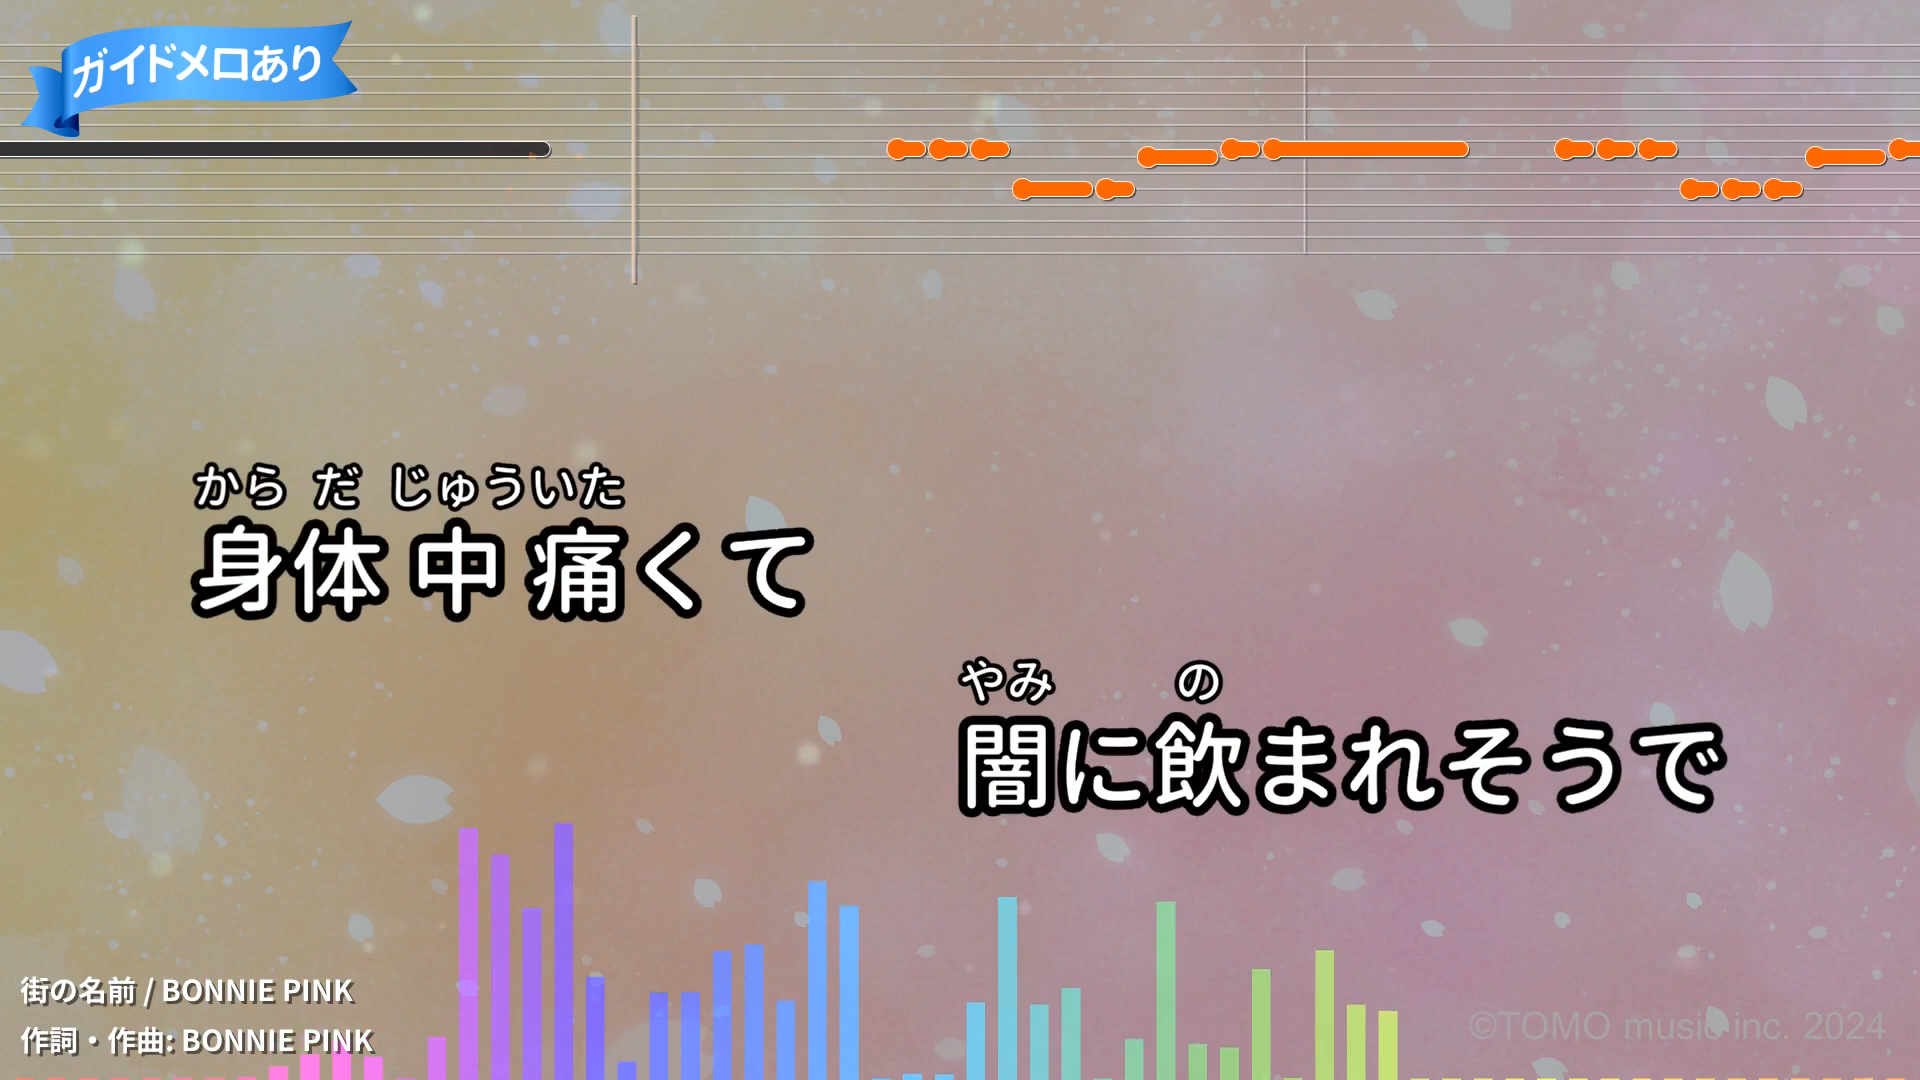 ガイドメロあり
からだじゅういた
身体中痛くて
やみ の
闇に飲まれそうで
街の名前 / BONNIE PINK
作詞・作曲: BONNIE PINK
©TOMO music inc. 2024